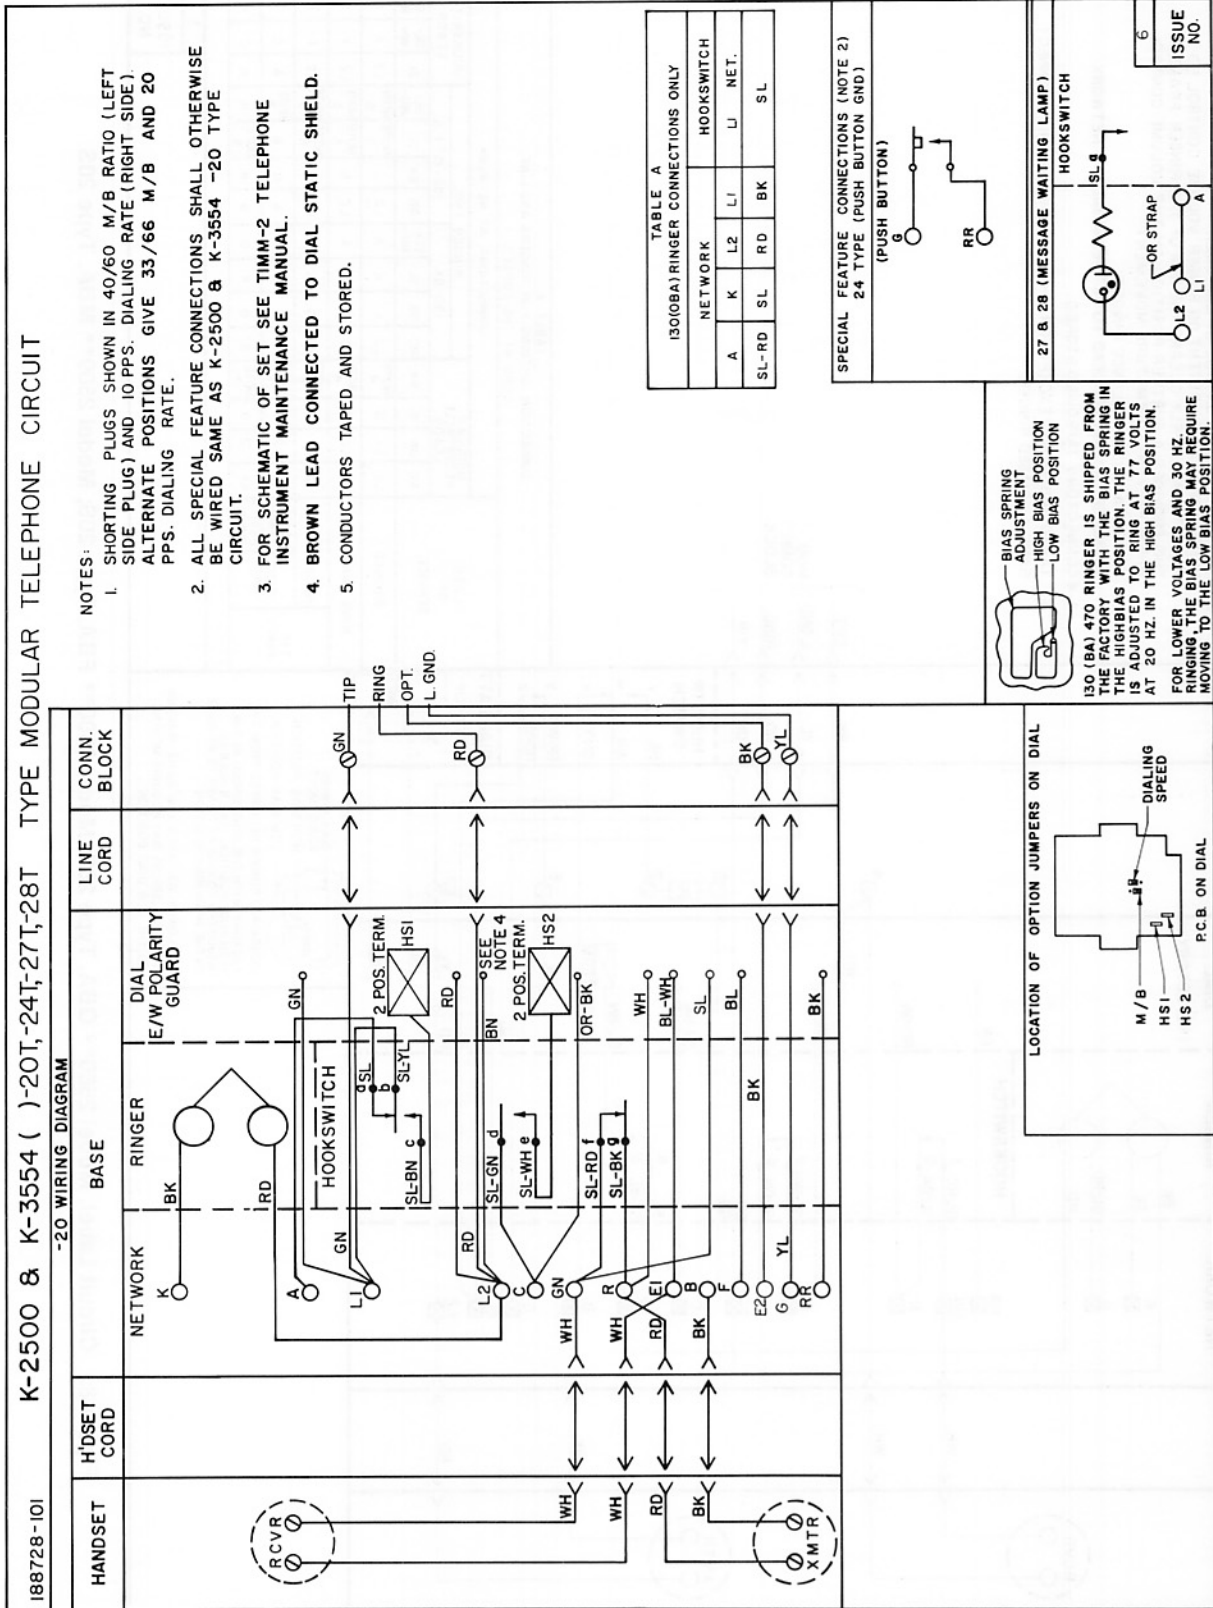 188728-101
K-2500 & K-3554 ( )-20T,-24T,-27T,-28T TYPE MODULAR TELEPHONE CIRCUIT
-20 WIRING DIAGRAM
HANDSET
H'DSET
CORD
BASE
LINE
CORD
CONN.
BLOCK
NETWORK
RINGER
DIAL
E/W POLARITY
GUARD
K
BK
RD
HOOKSWITCH
RCVR
A
GN
L1
GN
a
SL
b
SL-YL
2 POS. TERM.
HS1
SL-BN
c
GN
TIP
RING
OPT.
L. GND.
RD
RD
L2
RD
BN
SEE
NOTE 4
SL-GN
d
C
SL-WH
e
2 POS. TERM.
HS2
OR-BK
WH
WH
GN
SL-RD
f
SL-BK
g
WH
WH
R
WH
RD
RD
E1
BL-WH
BK
BK
B
SL
F
BL
E2
BK
BK
G
YL
YL
RR
BK
XMTR
NOTES:
1. SHORTING PLUGS SHOWN IN 40/60 M/B RATIO (LEFT
SIDE PLUG) AND 10 PPS. DIALING RATE (RIGHT SIDE).
ALTERNATE POSITIONS GIVE 33/66 M/B AND 20
PPS. DIALING RATE.
2. ALL SPECIAL FEATURE CONNECTIONS SHALL OTHERWISE
BE WIRED SAME AS K-2500 & K-3554 -20 TYPE
CIRCUIT.
3. FOR SCHEMATIC OF SET SEE TIMM-2 TELEPHONE
INSTRUMENT MAINTENANCE MANUAL.
4. BROWN LEAD CONNECTED TO DIAL STATIC SHIELD.
5. CONDUCTORS TAPED AND STORED.
TABLE A
130(0BA) RINGER CONNECTIONS ONLY
NETWORK HOOKSWITCH
A K L2 L1 L1 NET.
SL-RD SL RD BK SL
LOCATION OF OPTION JUMPERS ON DIAL
M/B
HS1
HS2
DIALING
SPEED
P.C.B. ON DIAL
BIAS SPRING
ADJUSTMENT
HIGH BIAS POSITION
LOW BIAS POSITION
130 (BA) 470 RINGER IS SHIPPED FROM
THE FACTORY WITH THE BIAS SPRING IN
THE HIGH BIAS POSITION. THE RINGER
IS ADJUSTED TO RING AT 77 VOLTS
AT 20 HZ. IN THE HIGH BIAS POSITION.
FOR LOWER VOLTAGES AND 30 HZ.
RINGING, THE BIAS SPRING MAY REQUIRE
MOVING TO THE LOW BIAS POSITION.
SPECIAL FEATURE CONNECTIONS (NOTE 2)
24 TYPE (PUSH BUTTON GND)
(PUSH BUTTON)
G
RR
27 & 28 (MESSAGE WAITING LAMP)
HOOKSWITCH
SL
a
OR STRAP
L2
L1
A
6
ISSUE
NO.